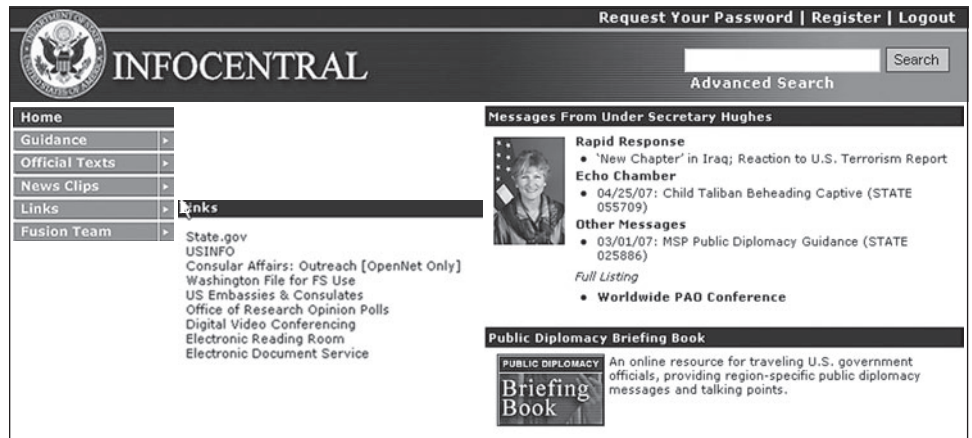 Request Your Password | Register | Logout
INFOCENTRAL
Search
Advanced Search
Home
Guidance
Official Texts
News Clips
Links
Fusion Team
Links
State.gov
USINFO
Consular Affairs: Outreach [OpenNet Only]
Washington File for FS Use
US Embassies & Consulates
Office of Research Opinion Polls
Digital Video Conferencing
Electronic Reading Room
Electronic Document Service
Messages From Under Secretary Hughes
Rapid Response
• 'New Chapter' in Iraq; Reaction to U.S. Terrorism Report
Echo Chamber
• 04/25/07: Child Taliban Beheading Captive (STATE
055709)
Other Messages
• 03/01/07: MSP Public Diplomacy Guidance (STATE
025886)
Full Listing
• Worldwide PAO Conference
Public Diplomacy Briefing Book
PUBLIC DIPLOMACY
Briefing
Book
An online resource for traveling U.S. government
officials, providing region-specific public diplomacy
messages and talking points.